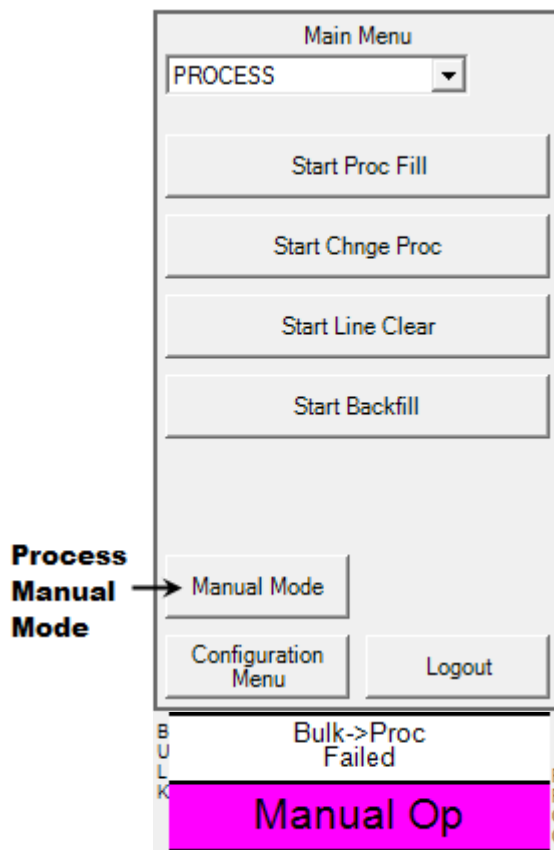 Main Menu
PROCESS
Start Proc Fill
Start Chnge Proc
Start Line Clear
Start Backfill
Process
Manual
Mode
Manual Mode
Configuration
Menu
Logout
B
U
L
K
Bulk->Proc
Failed
Manual Op